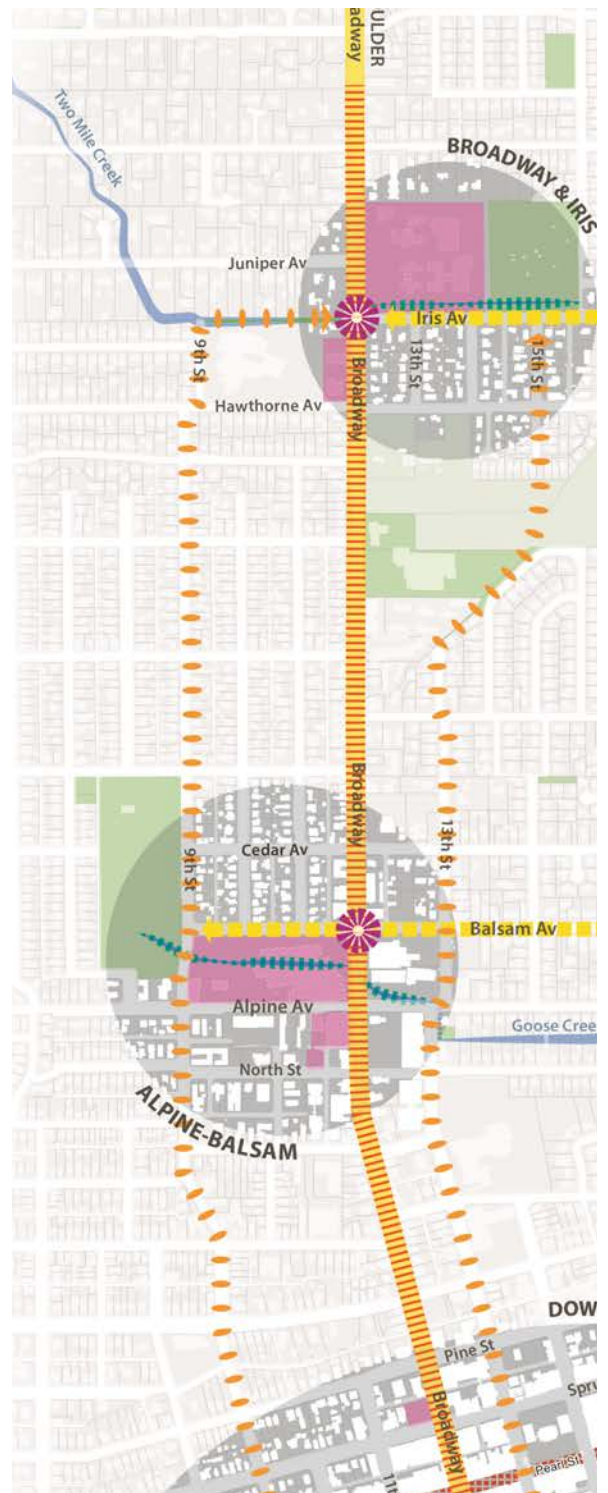 OULDER
adway
Two Mile Creek
BROADWAY & IRIS
Juniper Av
Iris Av
9th St
Broadway
13th St
15th St
Hawthorne Av
Broadway
Cedar Av
9th St
13th St
Balsam Av
Alpine Av
Goose Cree
North St
ALPINE-BALSAM
DOW
Pine St
Spru
Broadway
Pearl St